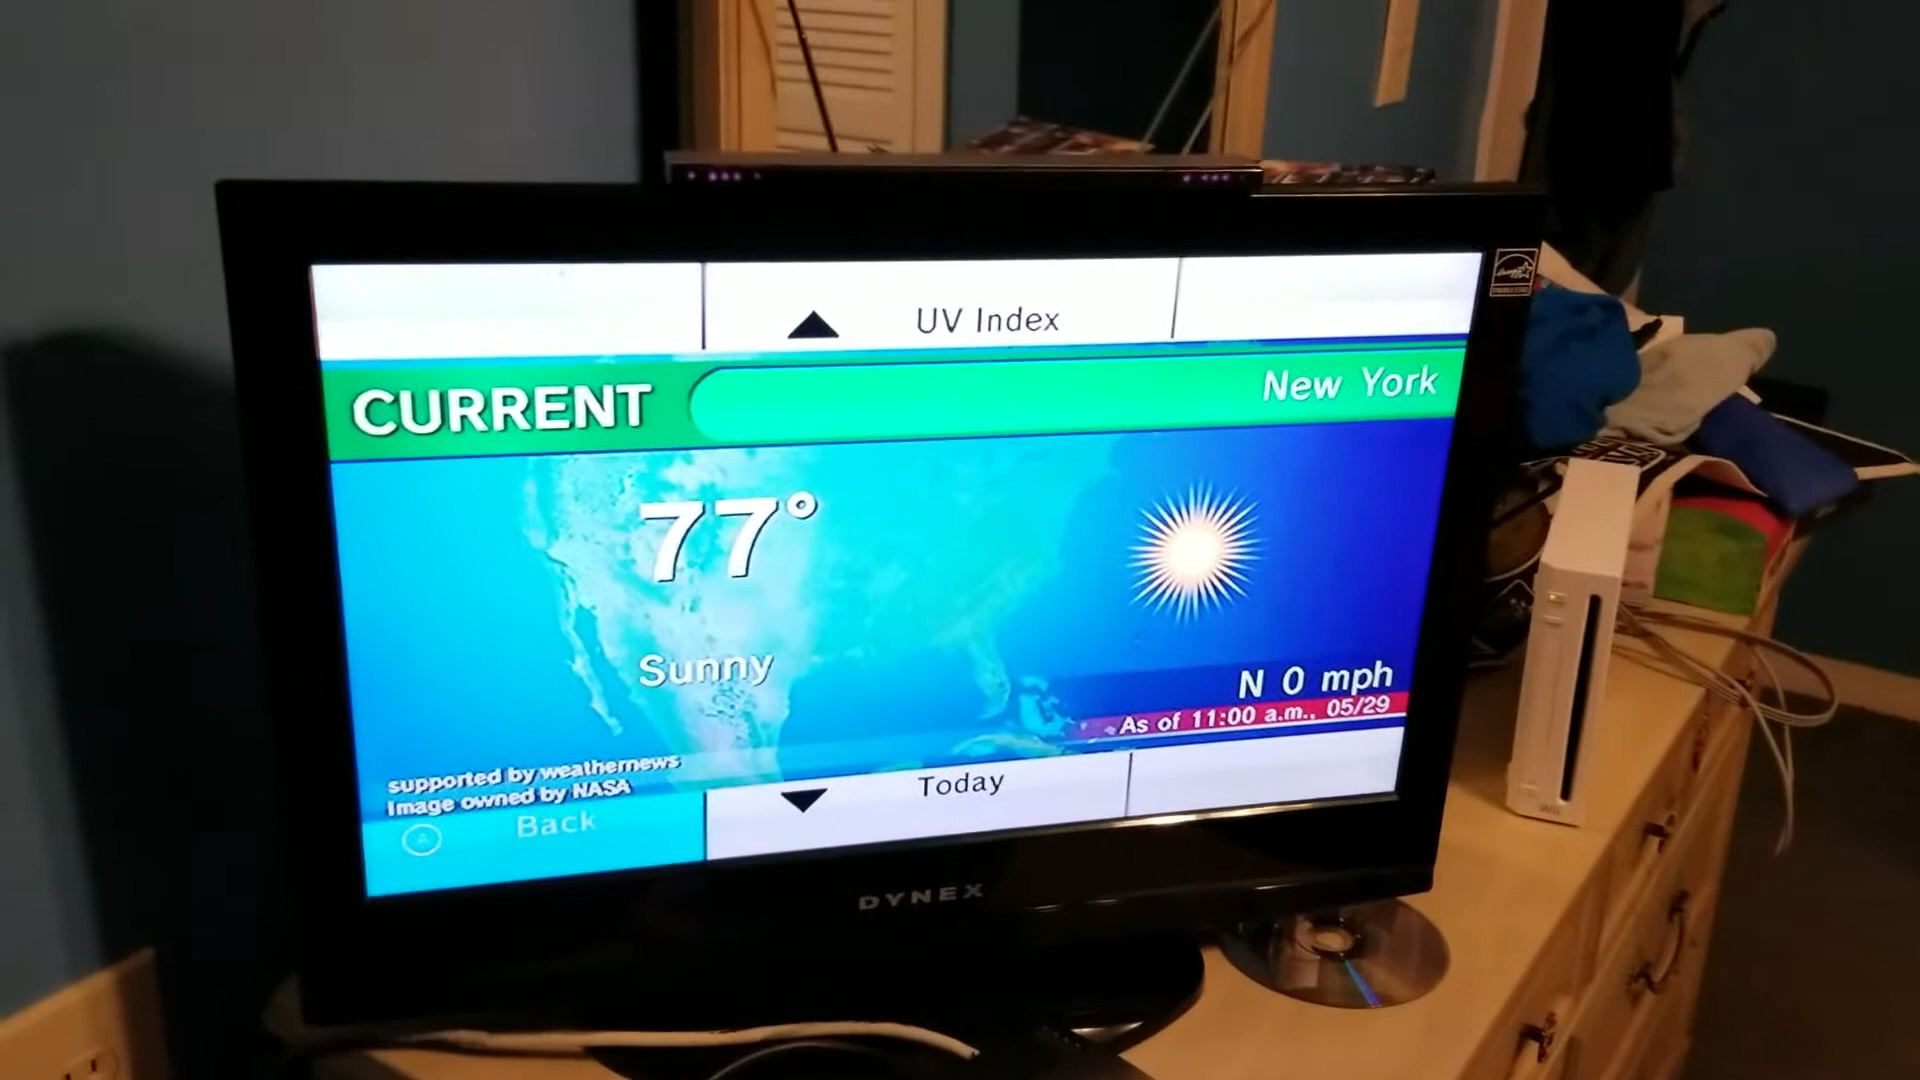 UV Index
CURRENT
New York
77°
Sunny
N 0 mph
As of 11:00 a.m., 05/29
supported by weathernews
Image owned by NASA
A Back
Today
DYNEX
Wii